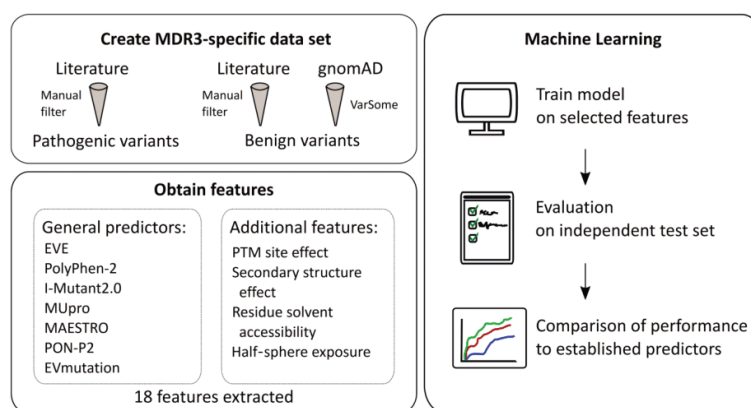 Create MDR3-specific data set
Literature
Manual
filter
Pathogenic variants
Literature
gnomAD
Manual
filter
VarSome
Benign variants
Obtain features
General predictors:
EVE
PolyPhen-2
I-Mutant2.0
MUpro
MAESTRO
PON-P2
EVmutation
Additional features:
PTM site effect
Secondary structure
effect
Residue solvent
accessibility
Half-sphere exposure
18 features extracted
Machine Learning
Train model
on selected features
Evaluation
on independent test set
Comparison of performance
to established predictors